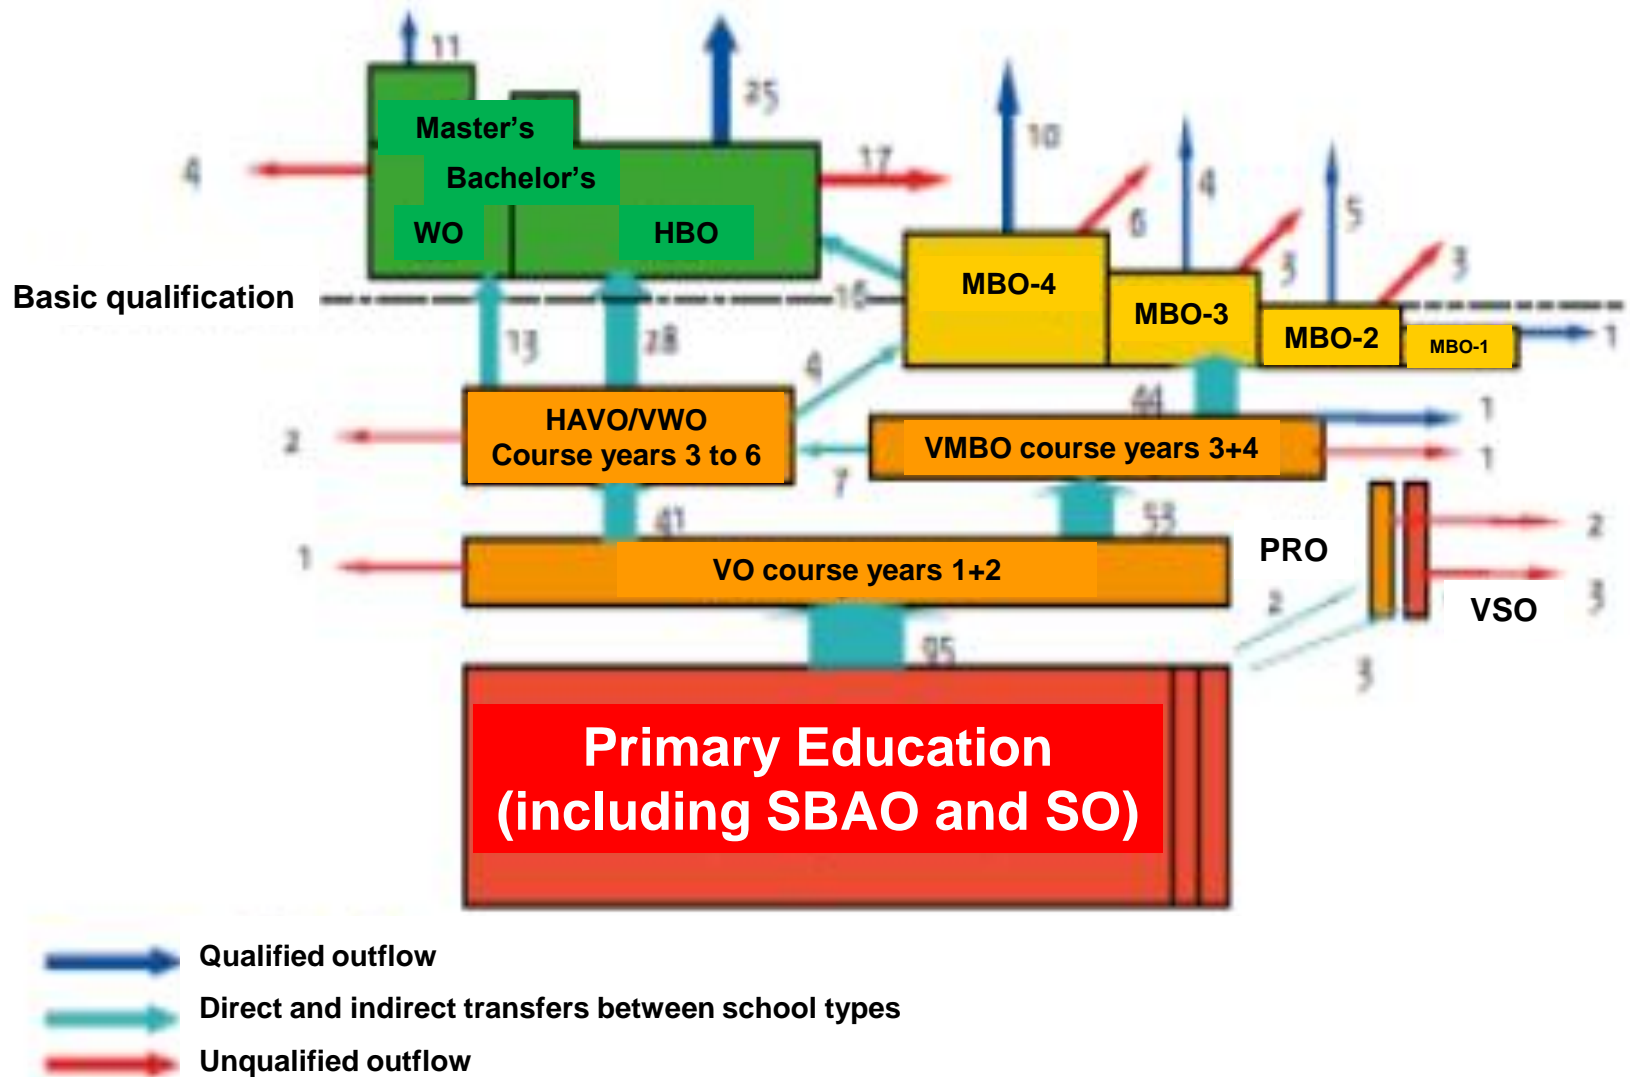 11
25
Master's
4
17
Bachelor's
10
4
6
5
WO
HBO
3
3
MBO-4
Basic qualification
MBO-3
MBO-2
MBO-1
1
13
28
4
44
1
HAVO/VWO
2
Course years 3 to 6
VMBO course years 3+4
1
7
41
53
2
PRO
1
VO course years 1+2
2
3
VSO
95
3
Primary Education
(including SBAO and SO)
Qualified outflow
Direct and indirect transfers between school types
Unqualified outflow